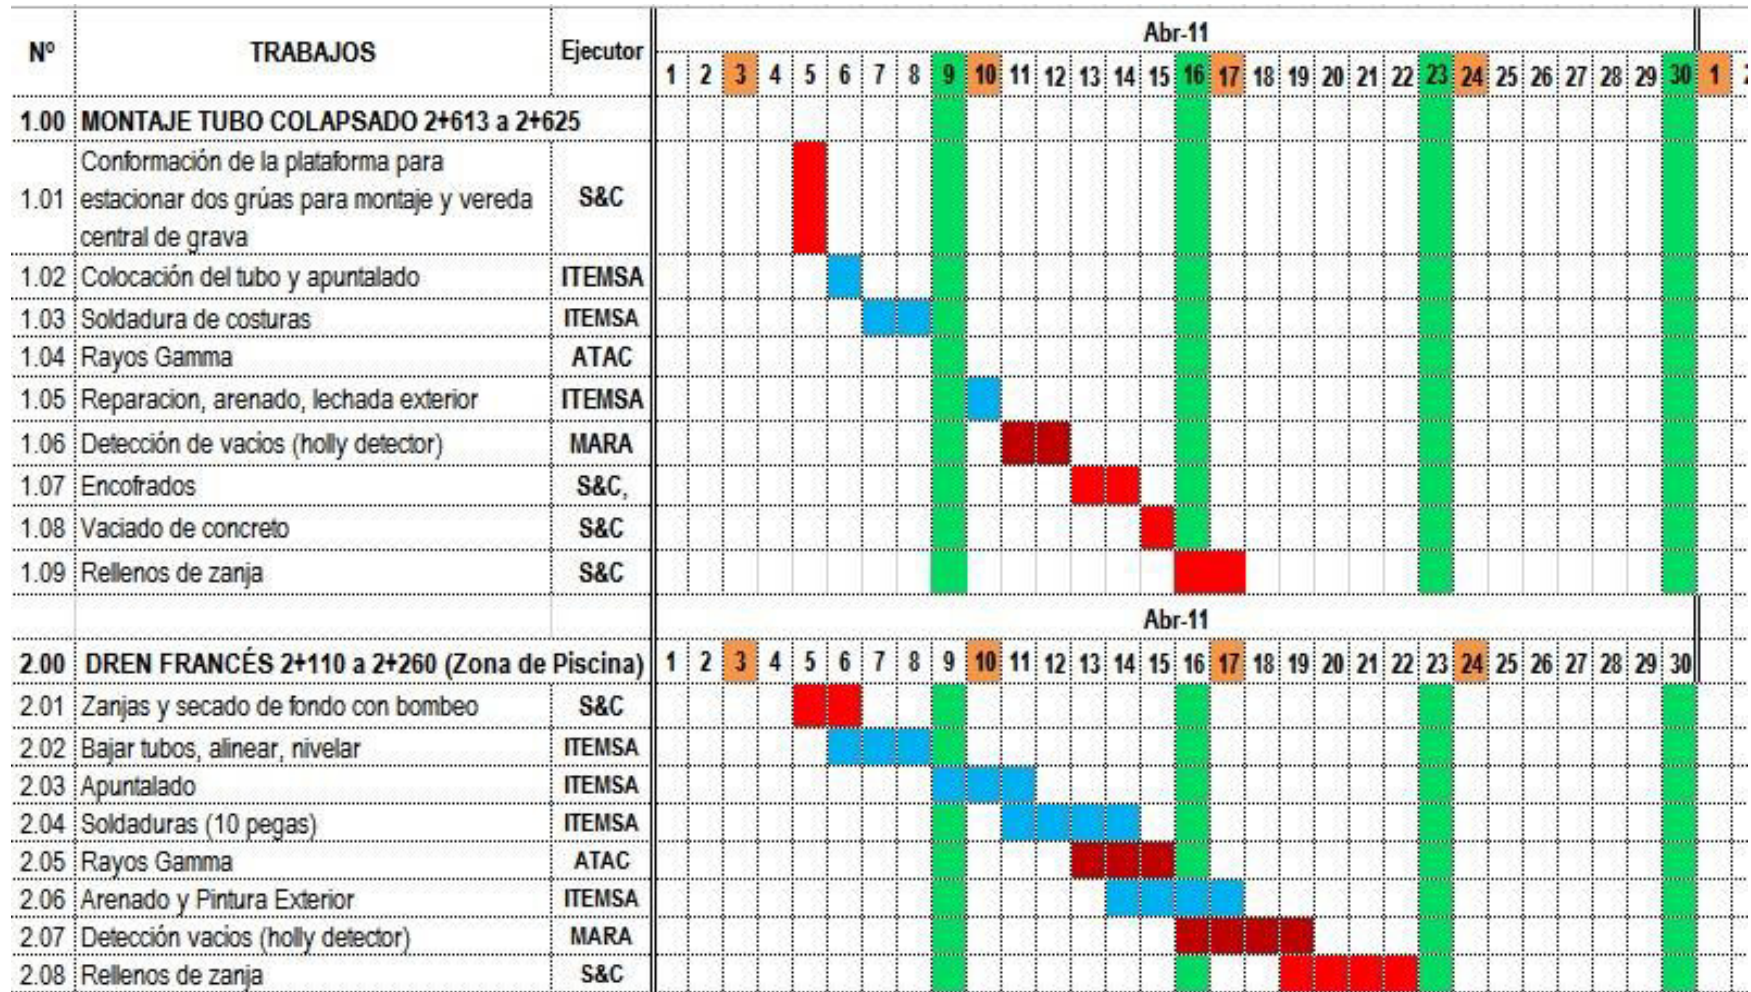 Nº TRABAJOS Ejecutor Abr-11
1 2 3 4 5 6 7 8 9 10 11 12 13 14 15 16 17 18 19 20 21 22 23 24 25 26 27 28 29 30 1 2
1.00 MONTAJE TUBO COLAPSADO 2+613 a 2+625
1.01 Conformación de la plataforma para
estacionar dos grúas para montaje y vereda
central de grava S&C
1.02 Colocación del tubo y apuntalado ITEMSA
1.03 Soldadura de costuras ITEMSA
1.04 Rayos Gamma ATAC
1.05 Reparacion, arenado, lechada exterior ITEMSA
1.06 Detección de vacios (holly detector) MARA
1.07 Encofrados S&C,
1.08 Vaciado de concreto S&C
1.09 Rellenos de zanja S&C
Abr-11
2.00 DREN FRANCÉS 2+110 a 2+260 (Zona de Piscina) 1 2 3 4 5 6 7 8 9 10 11 12 13 14 15 16 17 18 19 20 21 22 23 24 25 26 27 28 29 30
2.01 Zanjas y secado de fondo con bombeo S&C
2.02 Bajar tubos, alinear, nivelar ITEMSA
2.03 Apuntalado ITEMSA
2.04 Soldaduras (10 pegas) ITEMSA
2.05 Rayos Gamma ATAC
2.06 Arenado y Pintura Exterior ITEMSA
2.07 Detección vacios (holly detector) MARA
2.08 Rellenos de zanja S&C